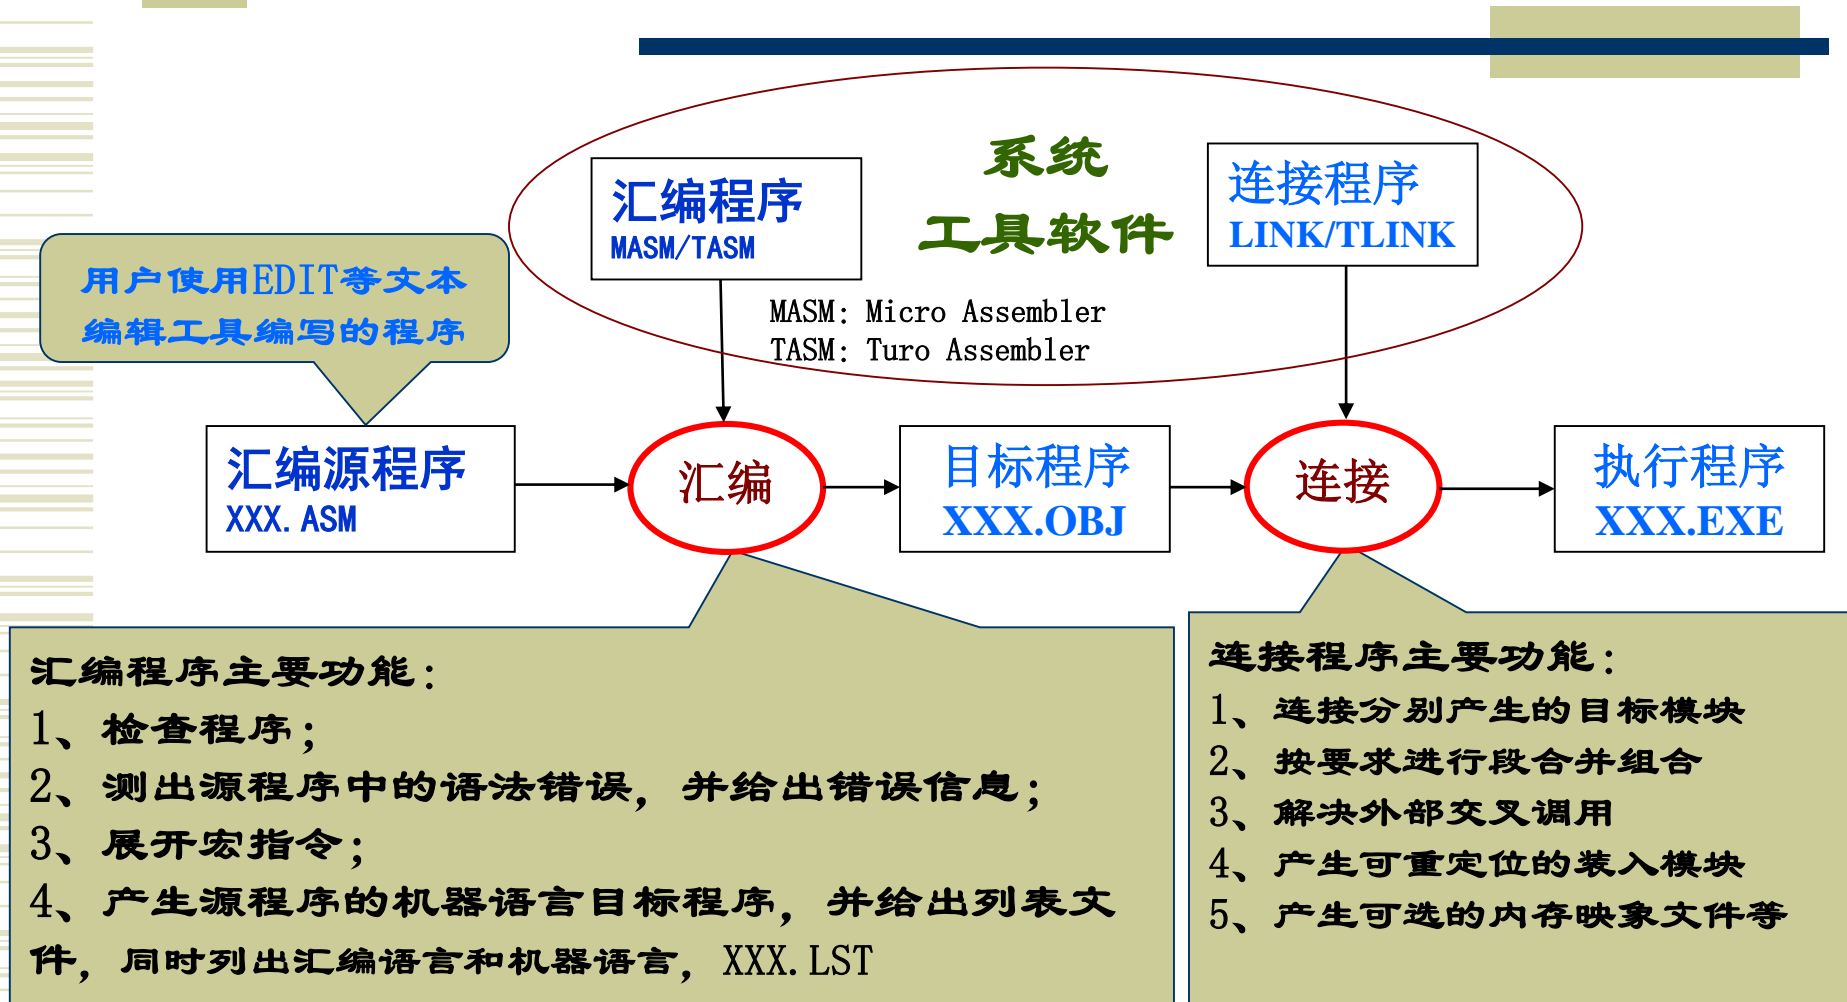 系统
工具软件
汇编程序
MASM/TASM
连接程序
LINK/TLINK
MASM: Micro Assembler
TASM: Turo Assembler
用户使用EDIT等文本
编辑工具编写的程序
汇编源程序
XXX.ASM
汇编
目标程序
XXX.OBJ
连接
执行程序
XXX.EXE
汇编程序主要功能:
1、检查程序;
2、测出源程序中的语法错误,并给出错误信息;
3、展开宏指令;
4、产生源程序的机器语言目标程序,并给出列表文
件,同时列出汇编语言和机器语言,XXX.LST
连接程序主要功能:
1、连接分别产生的目标模块
2、按要求进行段合并组合
3、解决外部交叉调用
4、产生可重定位的装入模块
5、产生可选的内存映象文件等